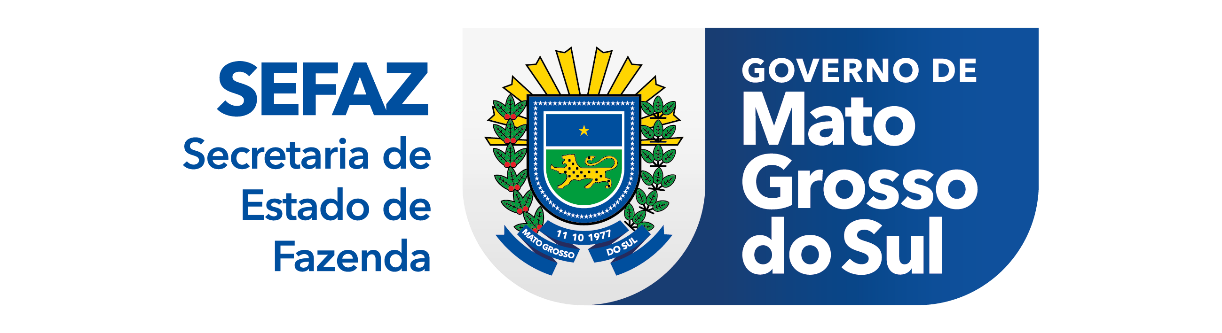 SEFAZ
Secretaria de
Estado de
Fazenda
11 10 1977
MATO GROSSO
DO SUL
GOVERNO DE
Mato
Grosso
do Sul